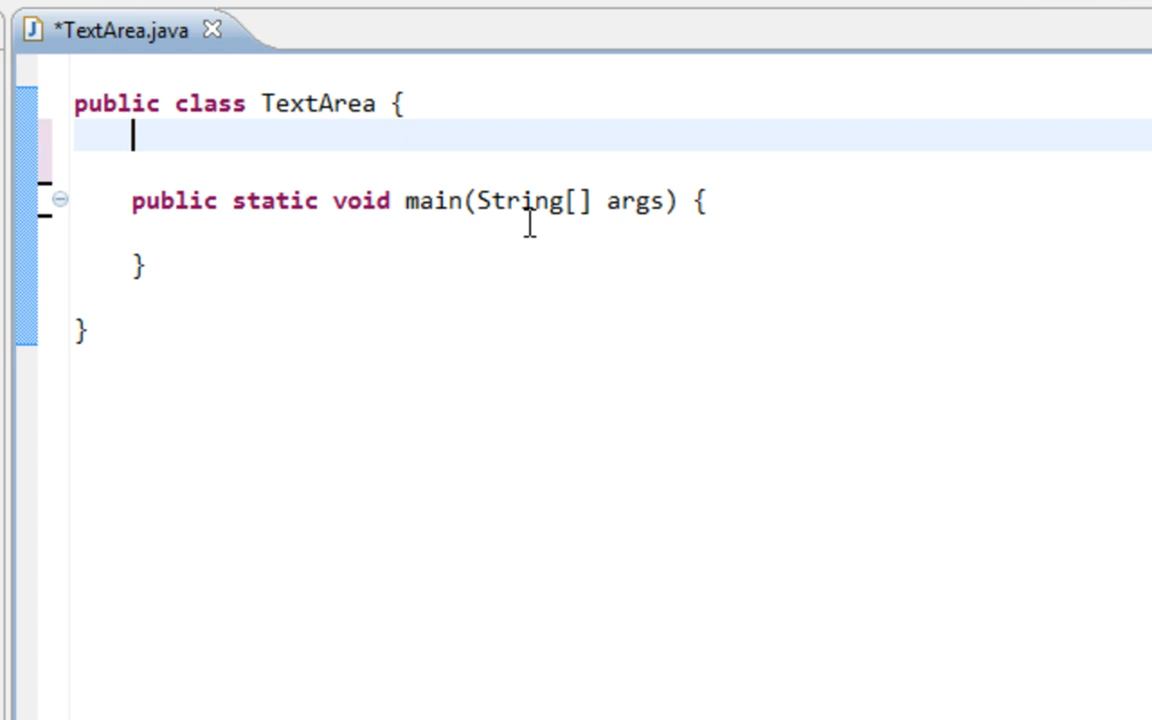 *TextArea.java
public class TextArea {
public static void main(String[] args) {
}
}